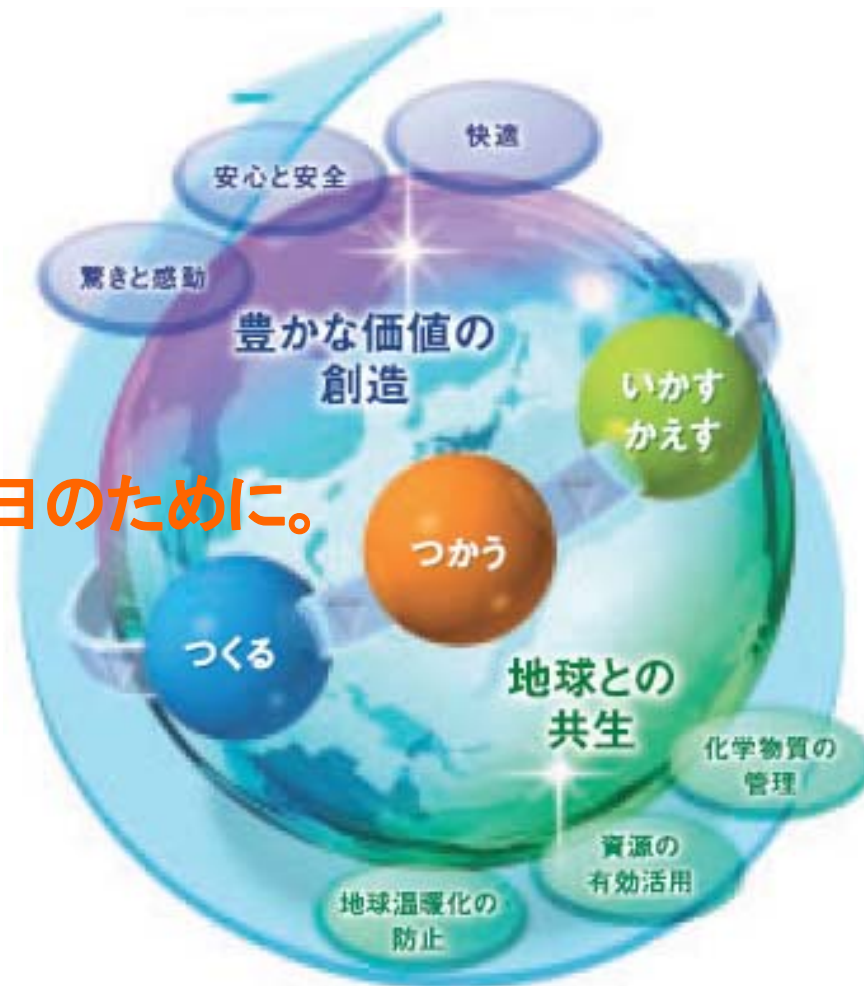 快適
安心と安全
驚きと感動
豊かな価値の
創造
いかす
かえす
日のために。
つかう
つくる
地球との
共生
化学物質の
管理
資源の
有効活用
地球温暖化の
防止